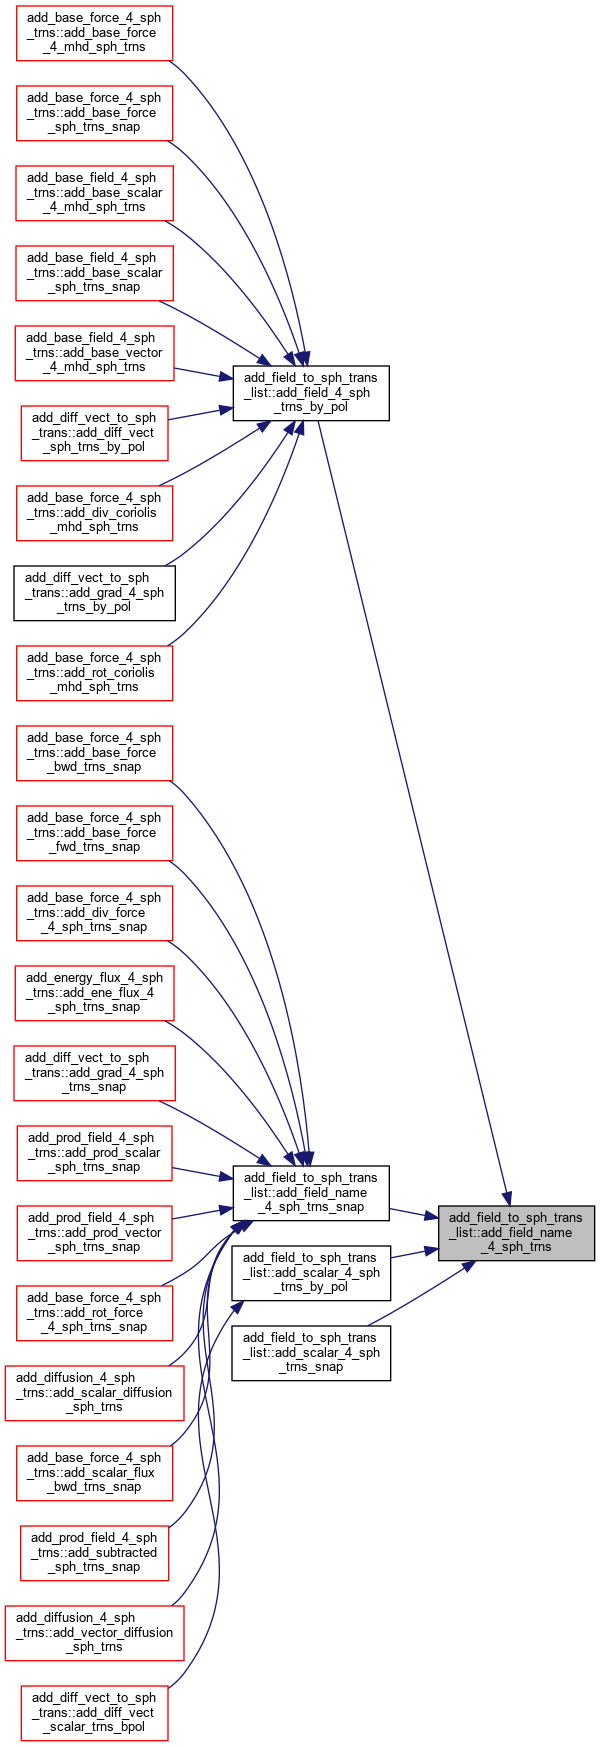 add_base_force_4_sph
_trns::add_base_force
_4_mhd_sph_trns
add_base_force_4_sph
_trns::add_base_force
_sph_trns_snap
add_base_field_4_sph
_trns::add_base_scalar
_4_mhd_sph_trns
add_base_field_4_sph
_trns::add_base_scalar
_sph_trns_snap
add_base_field_4_sph
_trns::add_base_vector
_4_mhd_sph_trns
add_diff_vect_to_sph
_trans::add_diff_vect
_sph_trns_by_pol
add_base_force_4_sph
_trns::add_div_coriolis
_mhd_sph_trns
add_diff_vect_to_sph
_trans::add_grad_4_sph
_trns_by_pol
add_base_force_4_sph
_trns::add_rot_coriolis
_mhd_sph_trns
add_base_force_4_sph
_trns::add_base_force
_bwd_trns_snap
add_base_force_4_sph
_trns::add_base_force
_fwd_trns_snap
add_base_force_4_sph
_trns::add_div_force
_4_sph_trns_snap
add_energy_flux_4_sph
_trns::add_ene_flux_4
_sph_trns_snap
add_diff_vect_to_sph
_trans::add_grad_4_sph
_trns_snap
add_prod_field_4_sph
_trns::add_prod_scalar
_sph_trns_snap
add_prod_field_4_sph
_trns::add_prod_vector
_sph_trns_snap
add_base_force_4_sph
_trns::add_rot_force
_4_sph_trns_snap
add_diffusion_4_sph
_trns::add_scalar_diffusion
_sph_trns
add_base_force_4_sph
_trns::add_scalar_flux
_bwd_trns_snap
add_prod_field_4_sph
_trns::add_subtracted
_sph_trns_snap
add_diffusion_4_sph
_trns::add_vector_diffusion
_sph_trns
add_diff_vect_to_sph
_trans::add_diff_vect
_scalar_trns_bpol
add_field_to_sph_trans
_list::add_field_4_sph
_trns_by_pol
add_field_to_sph_trans
_list::add_field_name
_4_sph_trns_snap
add_field_to_sph_trans
_list::add_scalar_4_sph
_trns_by_pol
add_field_to_sph_trans
_list::add_scalar_4_sph
_trns_snap
add_field_to_sph_trans
_list::add_field_name
_4_sph_trns